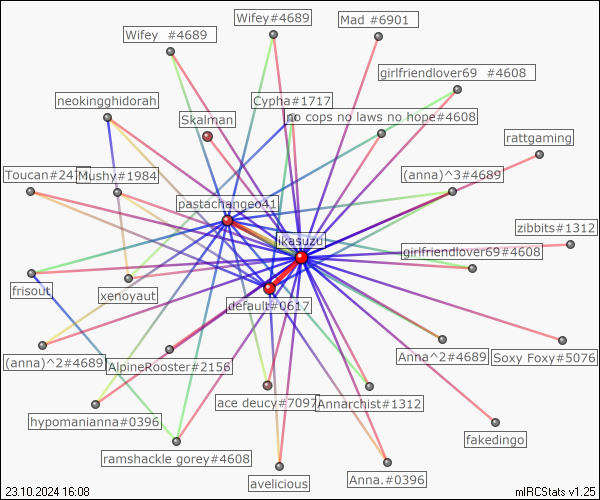 Wifey#4689
Mad #6901
Wifey  #4689
girlfriendlover69  #4608
neokingghidorah
Cypha#1717
no cops no laws no hope#4608
Skalman
rattgaming
Toucan#247
Mushy#1984
(anna)^3#4689
pastachangeo41
zibbits#1312
ikasuzu
girlfriendlover69#4608
frisout
xenoyaut
default#0617
(anna)^2#4689
AlpineRooster#2156
Anna^2#4689
Soxy Foxy#5076
hypomanianna#0396
ace deucy#7097
Annarchist#1312
fakedingo
ramshackle gorey#4608
avelicious
Anna.#0396
23.10.2024 16:08
mIRCStats v1.25